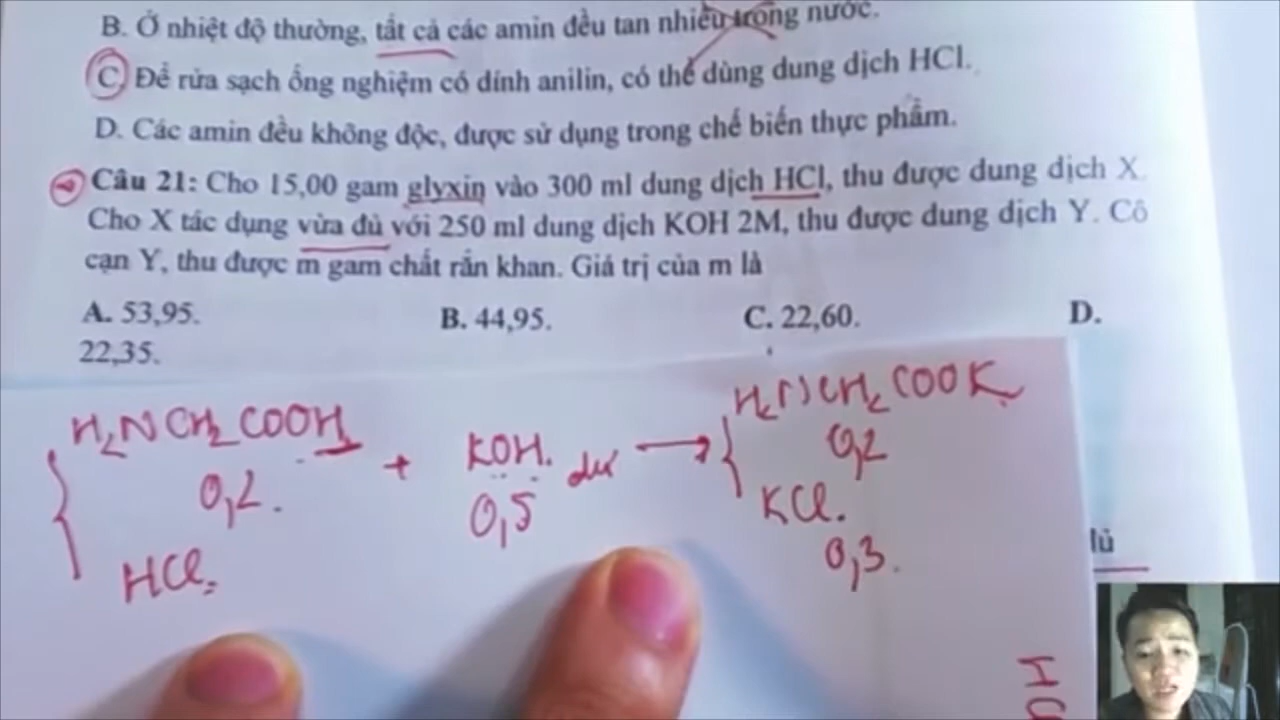 B. Ở nhiệt độ thường, tất cả các amin đều tan nhiều trong nước.
C. Để rửa sạch ống nghiệm có dính anilin, có thể dùng dung dịch HCl.
D. Các amin đều không độc, được sử dụng trong chế biến thực phẩm.
Câu 21: Cho 15,00 gam glyxin vào 300 ml dung dịch HCl, thu được dung dịch X.
Cho X tác dụng vừa đủ với 250 ml dung dịch KOH 2M, thu được dung dịch Y. Cô
cạn Y, thu được m gam chất rắn khan. Giá trị của m là
A. 53,95. B. 44,95. C. 22,60. D.
22,35.
H₂NCH₂COOH + KOH. dư → H₂NCH₂COOK
0,2. 0,5 0,2
HCl. KCl.
0,3.
đủ